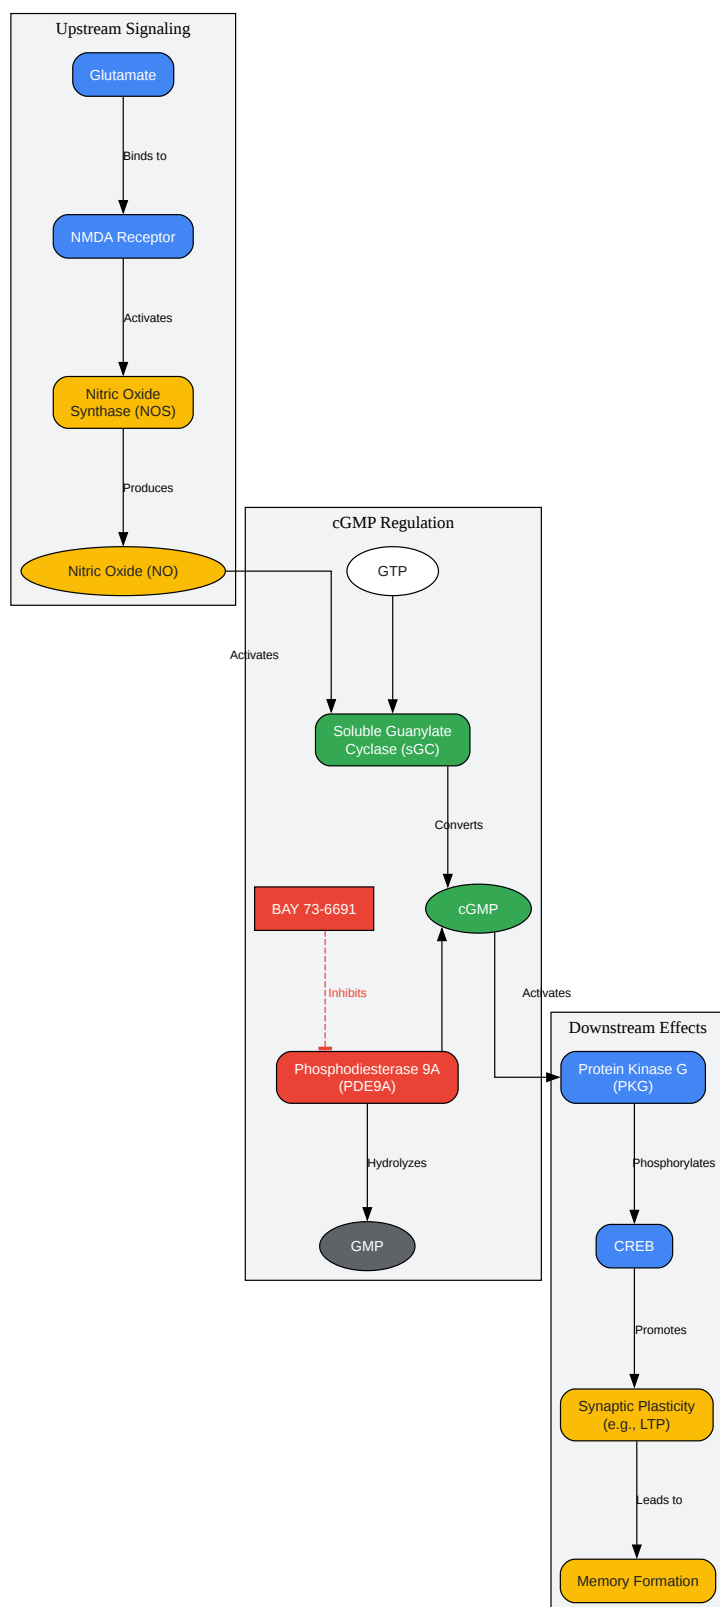 Upstream Signaling
Glutamate
Binds to
NMDA Receptor
Activates
Nitric Oxide
Synthase (NOS)
Produces
Nitric Oxide (NO)
cGMP Regulation
GTP
Activates
Soluble Guanylate
Cyclase (sGC)
Converts
BAY 73-6691
cGMP
Inhibits
Activates
Phosphodiesterase 9A
(PDE9A)
Hydrolyzes
GMP
Downstream Effects
Protein Kinase G
(PKG)
Phosphorylates
CREB
Promotes
Synaptic Plasticity
(e.g., LTP)
Leads to
Memory Formation